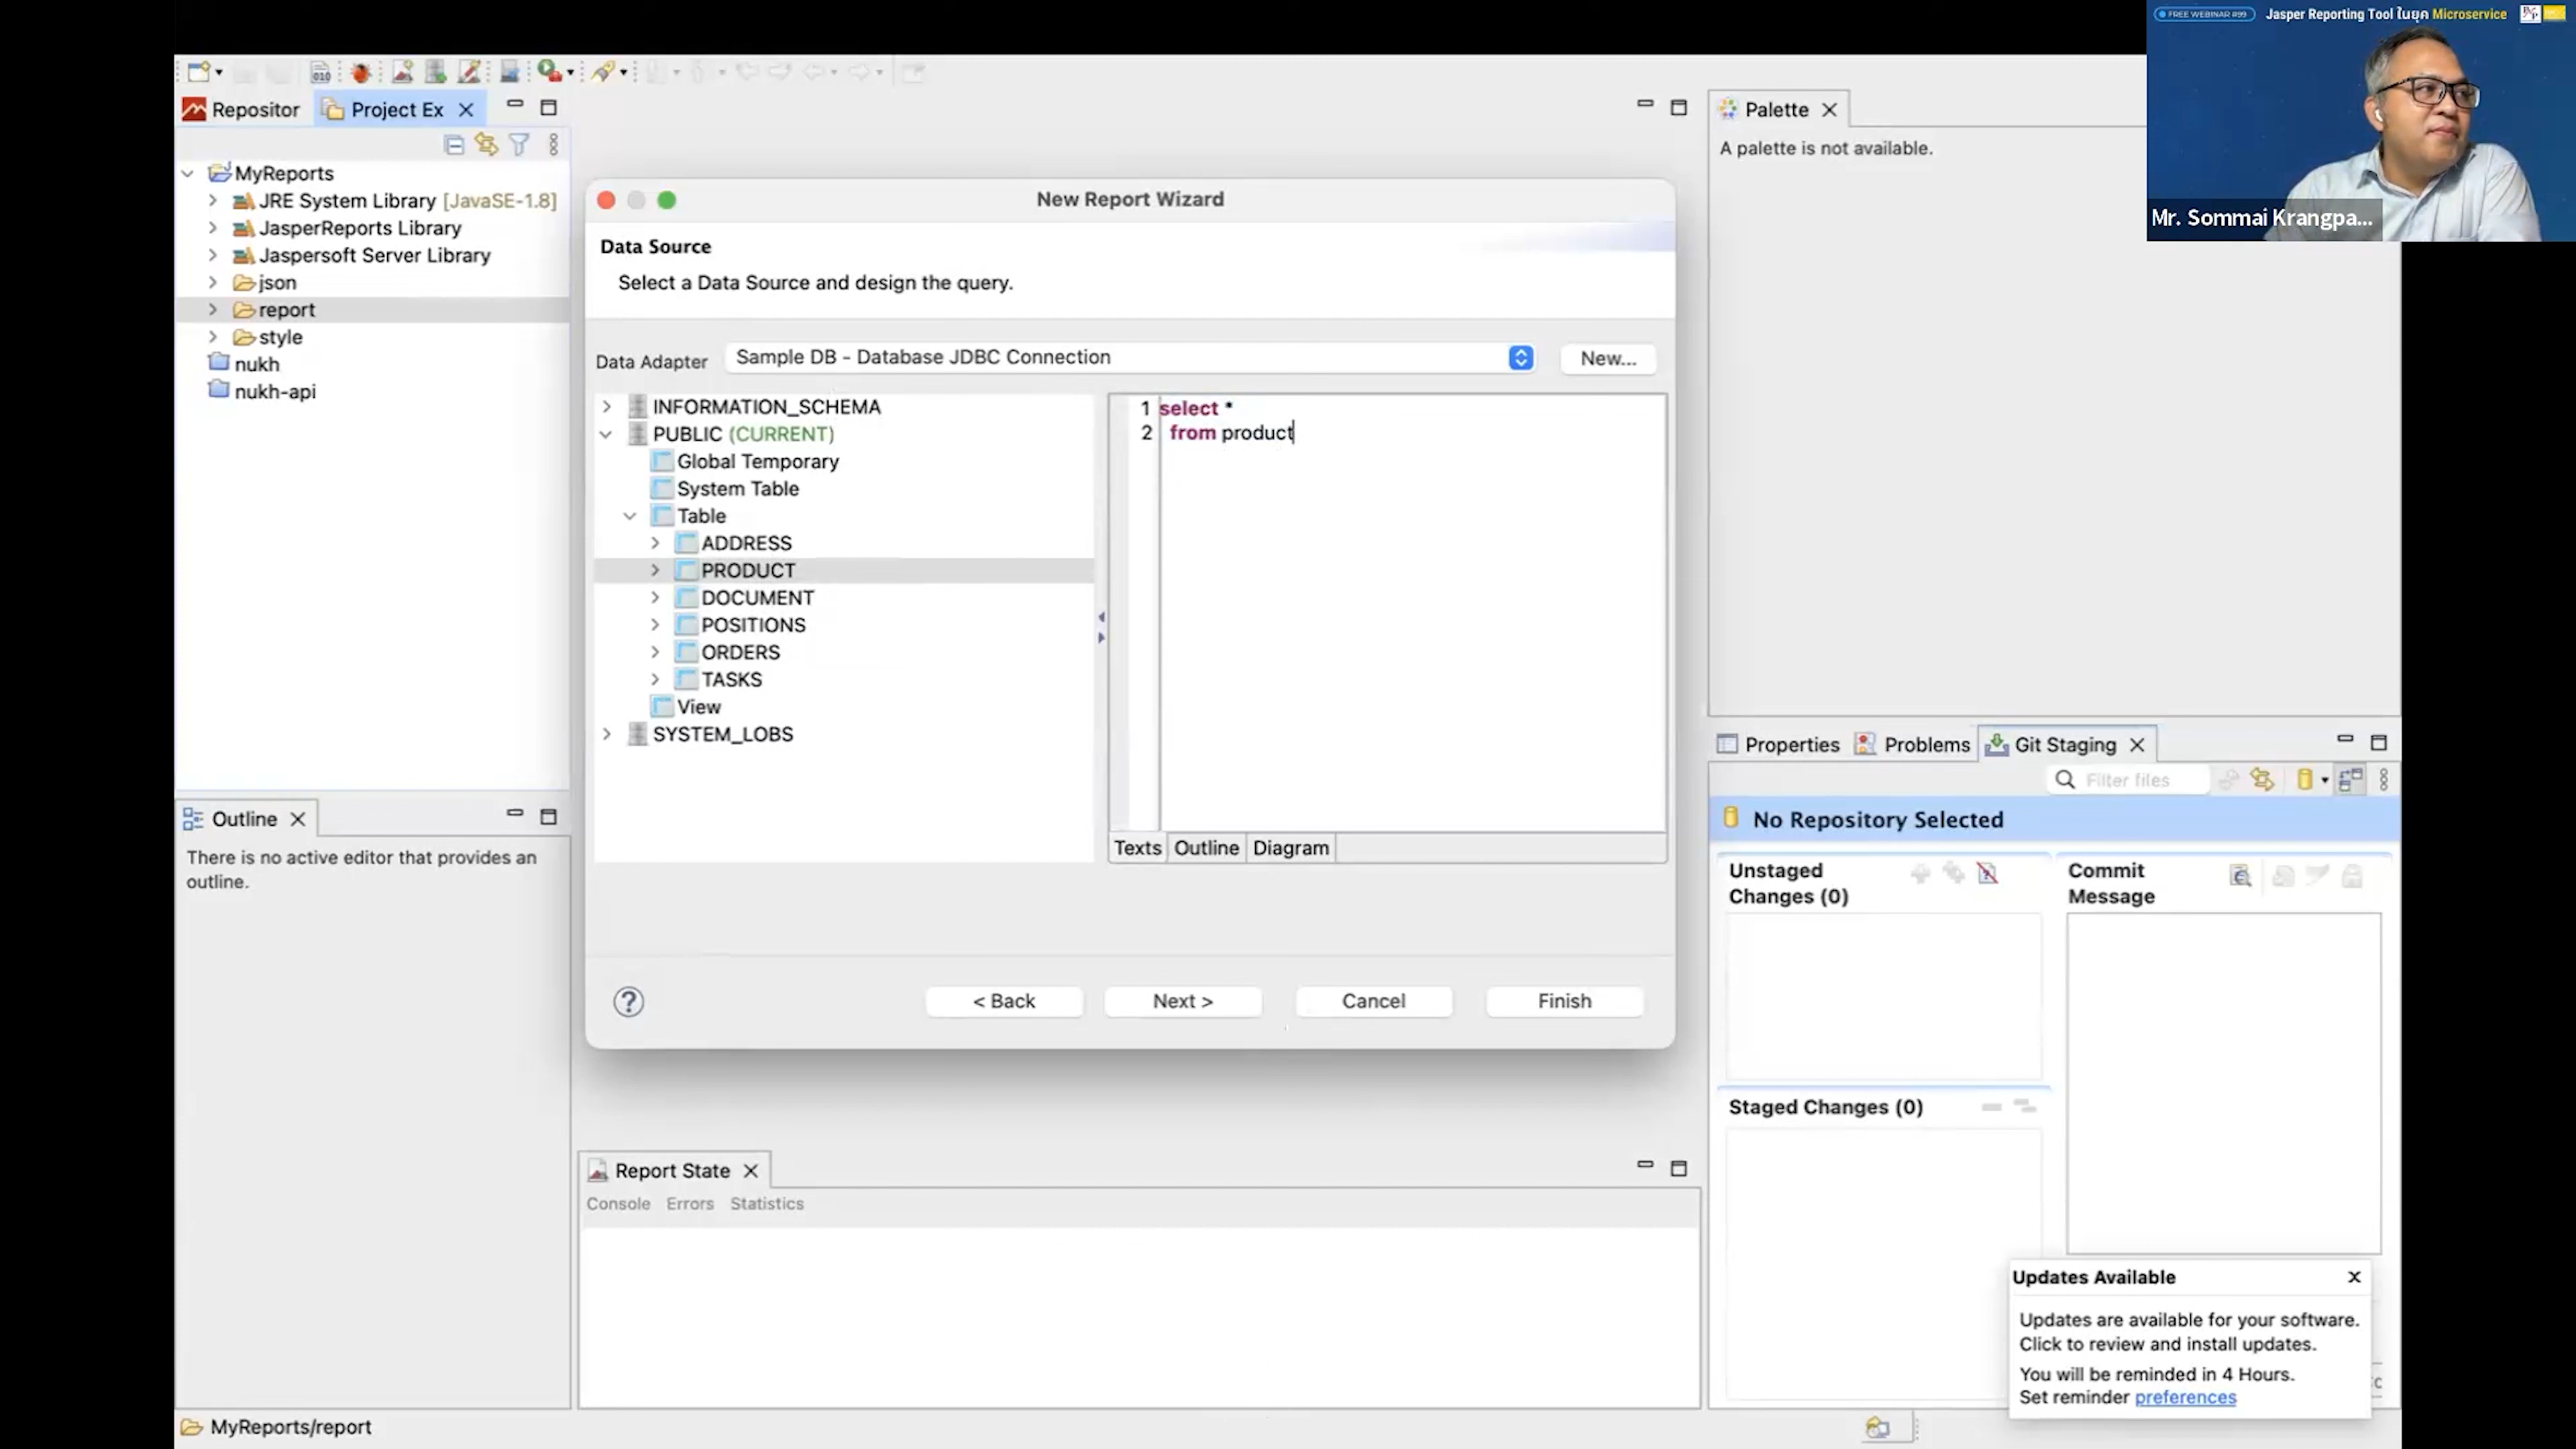 FREE WEBINAR #99
Jasper Reporting Tool ในยุค Microservice
Mr. Sommai Krangpa...
Repositor
Project Ex
MyReports
JRE System Library [JavaSE-1.8]
JasperReports Library
Jaspersoft Server Library
json
report
style
nukh
nukh-api
Outline
There is no active editor that provides an
outline.
New Report Wizard
Data Source
Select a Data Source and design the query.
Data Adapter
Sample DB - Database JDBC Connection
New...
INFORMATION_SCHEMA
PUBLIC (CURRENT)
Global Temporary
System Table
Table
ADDRESS
PRODUCT
DOCUMENT
POSITIONS
ORDERS
TASKS
View
SYSTEM_LOBS
1 select *
2 from product
Texts
Outline
Diagram
< Back
Next >
Cancel
Finish
Report State
Console
Errors
Statistics
Palette
A palette is not available.
Properties
Problems
Git Staging
Filter files
No Repository Selected
Unstaged
Changes (0)
Commit
Message
Staged Changes (0)
Updates Available
Updates are available for your software.
Click to review and install updates.
You will be reminded in 4 Hours.
Set reminder preferences
MyReports/report